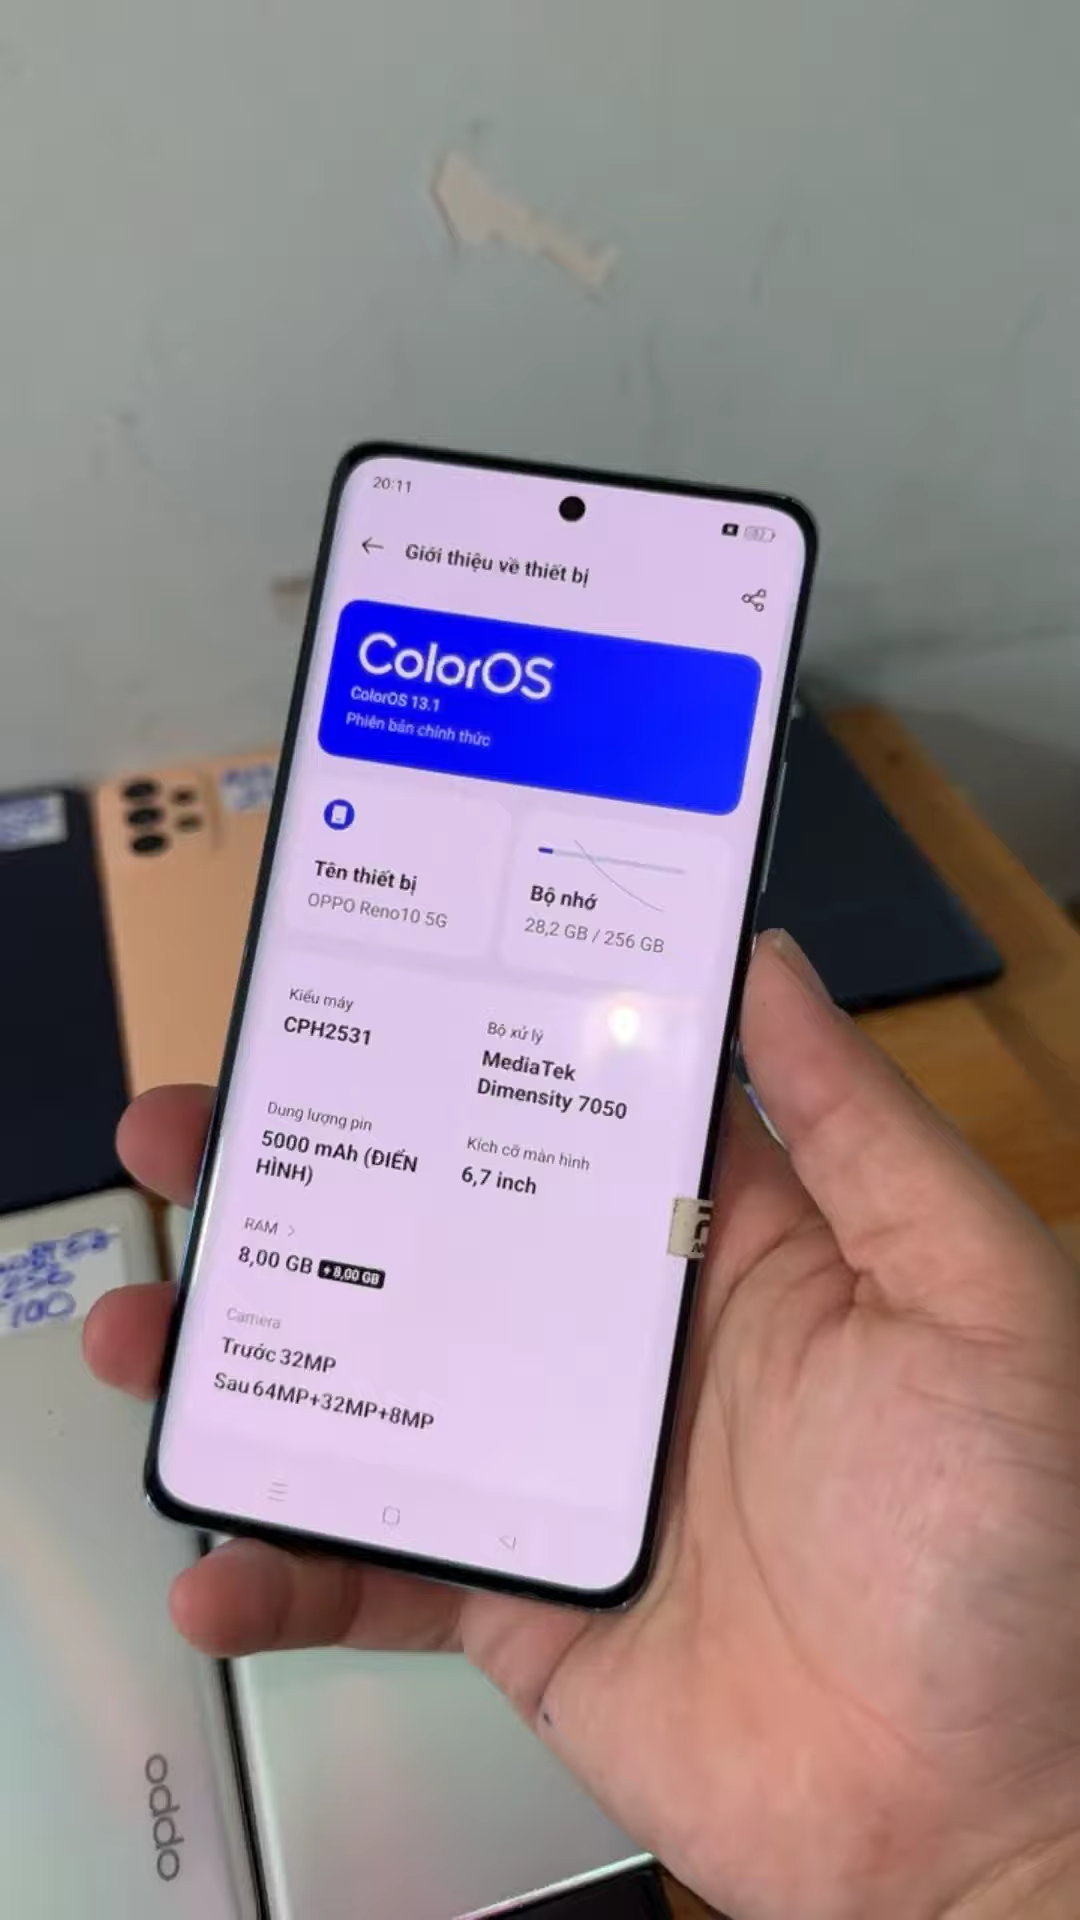 20:11
Giới thiệu về thiết bị
ColorOS
ColorOS 13.1
Phiên bản chính thức
Tên thiết bị
OPPO Reno10 5G
Bộ nhớ
28,2 GB / 256 GB
Kiểu máy
CPH2531
Bộ xử lý
MediaTek
Dimensity 7050
Dung lượng pin
5000 mAh (ĐIỂN
HÌNH)
Kích cỡ màn hình
6,7 inch
RAM
8,00 GB +8,00 GB
Camera
Trước 32MP
Sau 64MP+32MP+8MP
oppo